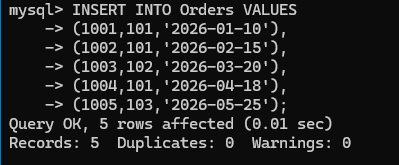 mysql> INSERT INTO Orders VALUES
    -> (1001,101,'2026-01-10'),
    -> (1002,101,'2026-02-15'),
    -> (1003,102,'2026-03-20'),
    -> (1004,101,'2026-04-18'),
    -> (1005,103,'2026-05-25');
Query OK, 5 rows affected (0.01 sec)
Records: 5  Duplicates: 0  Warnings: 0